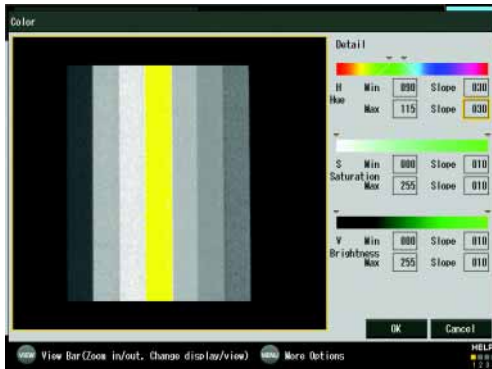 Color
Detail
H Min 090 Slope 030
Hue
Max 115 Slope 030
S Min 000 Slope 010
Saturation
Max 255 Slope 010
V Min 000 Slope 010
Brightness
Max 255 Slope 010
OK Cancel
VIEW View Bar(Zoom in/out, Change display/view) MENU More Options
HELP
1 2 3